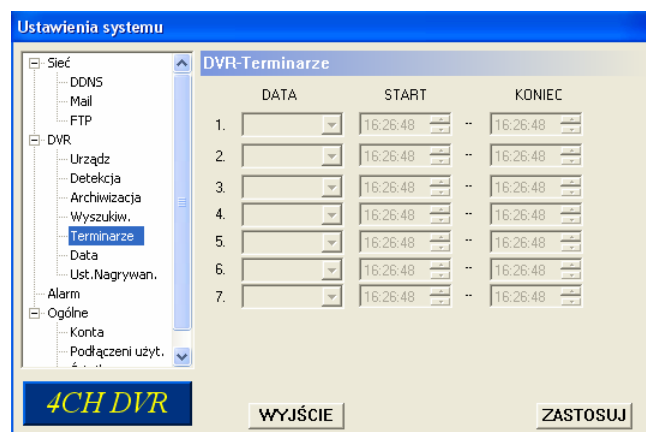 Ustawienia systemu
Sieć
DDNS
Mail
FTP
DVR
Urządz
Detekcja
Archiwizacja
Wyszukiw.
Terminarze
Data
Ust.Nagrywan.
Alarm
Ogólne
Konta
Podłączeni użyt.
4CH DVR
DVR-Terminarze
DATA START KONIEC
1. 16:26:48 -- 16:26:48
2. 16:26:48 -- 16:26:48
3. 16:26:48 -- 16:26:48
4. 16:26:48 -- 16:26:48
5. 16:26:48 -- 16:26:48
6. 16:26:48 -- 16:26:48
7. 16:26:48 -- 16:26:48
WYJŚCIE ZASTOSUJ